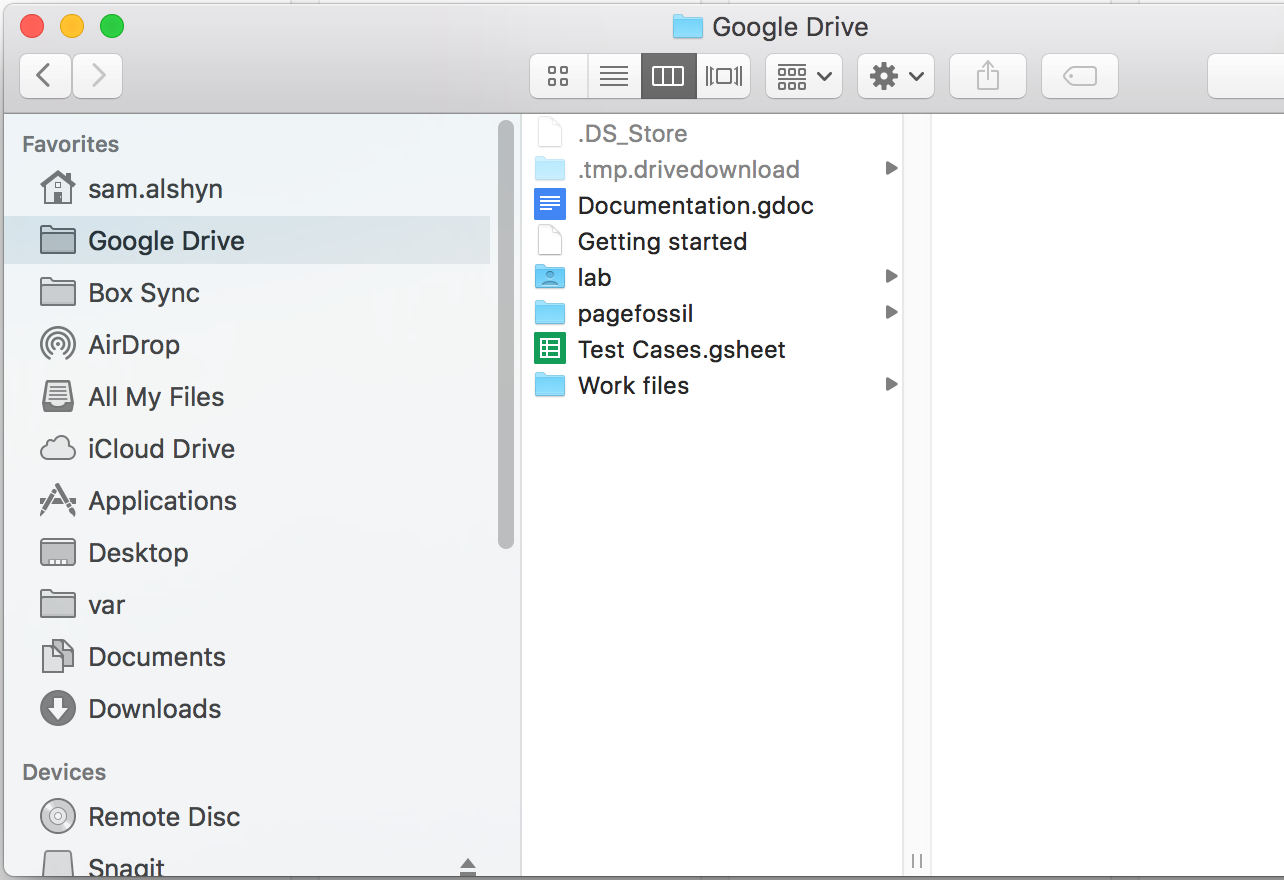 Google Drive
Favorites
sam.alshyn
Google Drive
Box Sync
AirDrop
All My Files
iCloud Drive
Applications
Desktop
var
Documents
Downloads
Devices
Remote Disc
Snagit
.DS_Store
.tmp.drivedownload
Documentation.gdoc
Getting started
lab
pagefossil
Test Cases.gsheet
Work files